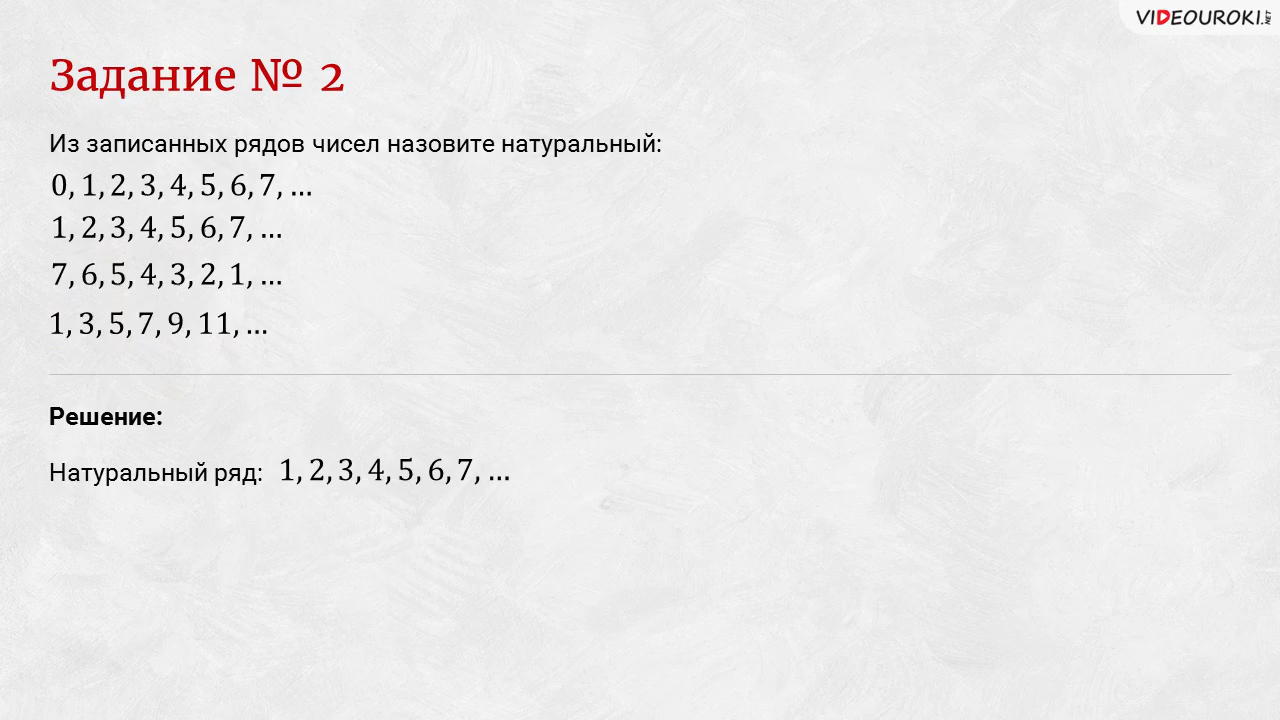 VIDEOUROKI.NET
Задание № 2
Из записанных рядов чисел назовите натуральный:
0, 1, 2, 3, 4, 5, 6, 7, …
1, 2, 3, 4, 5, 6, 7, …
7, 6, 5, 4, 3, 2, 1, …
1, 3, 5, 7, 9, 11, …
Решение:
Натуральный ряд: 1, 2, 3, 4, 5, 6, 7, …